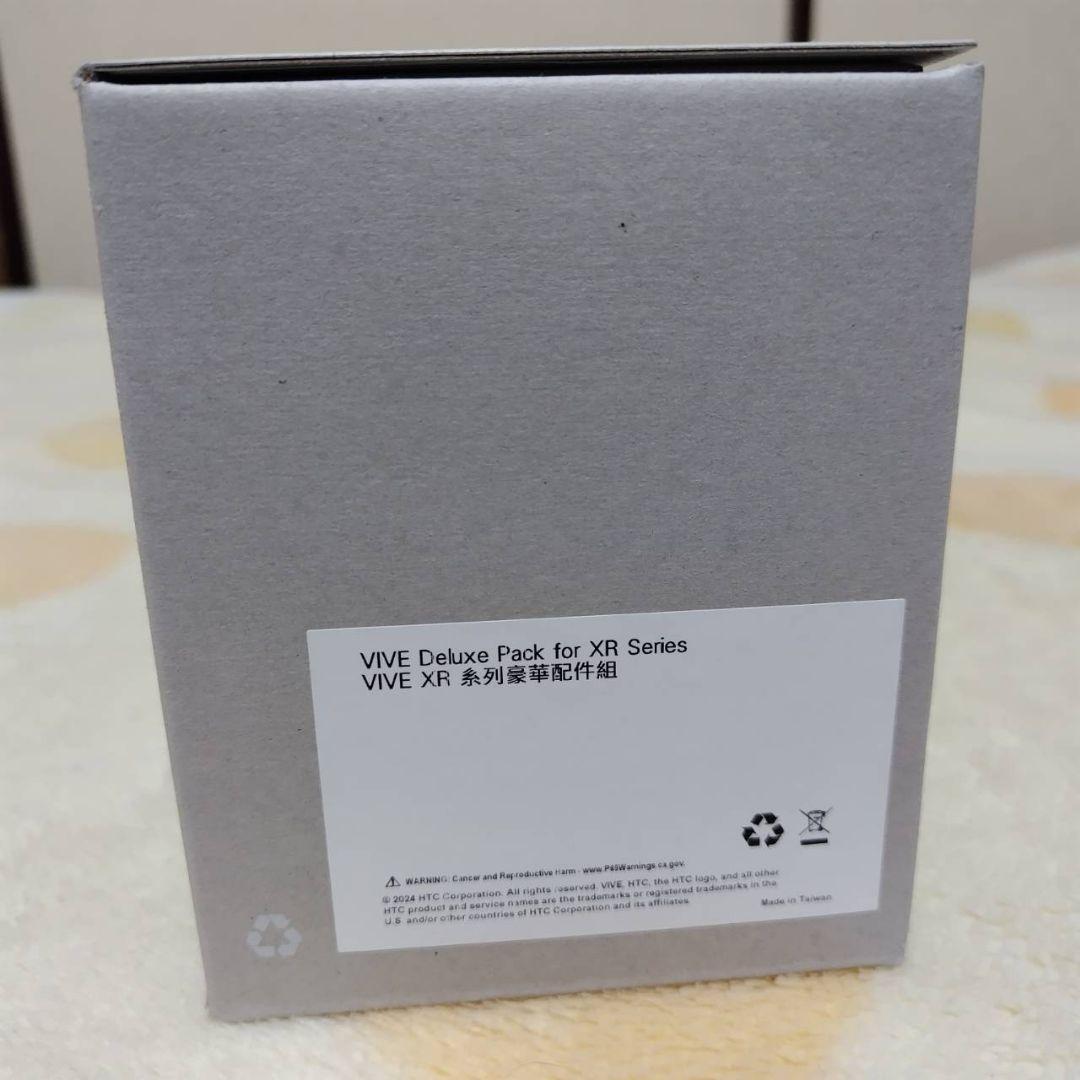 VIVE Deluxe Pack for XR Series
VIVE XR 系列豪華配件組
WARNING: Cancer and Reproductive Harm - www.P65Warnings.ca.gov.
© 2024 HTC Corporation. All rights reserved. VIVE, HTC, the HTC logo, and all other
HTC product and service names are the trademarks or registered trademarks in the
U.S. and/or other countries of HTC Corporation and its affiliates.
Made in Taiwan